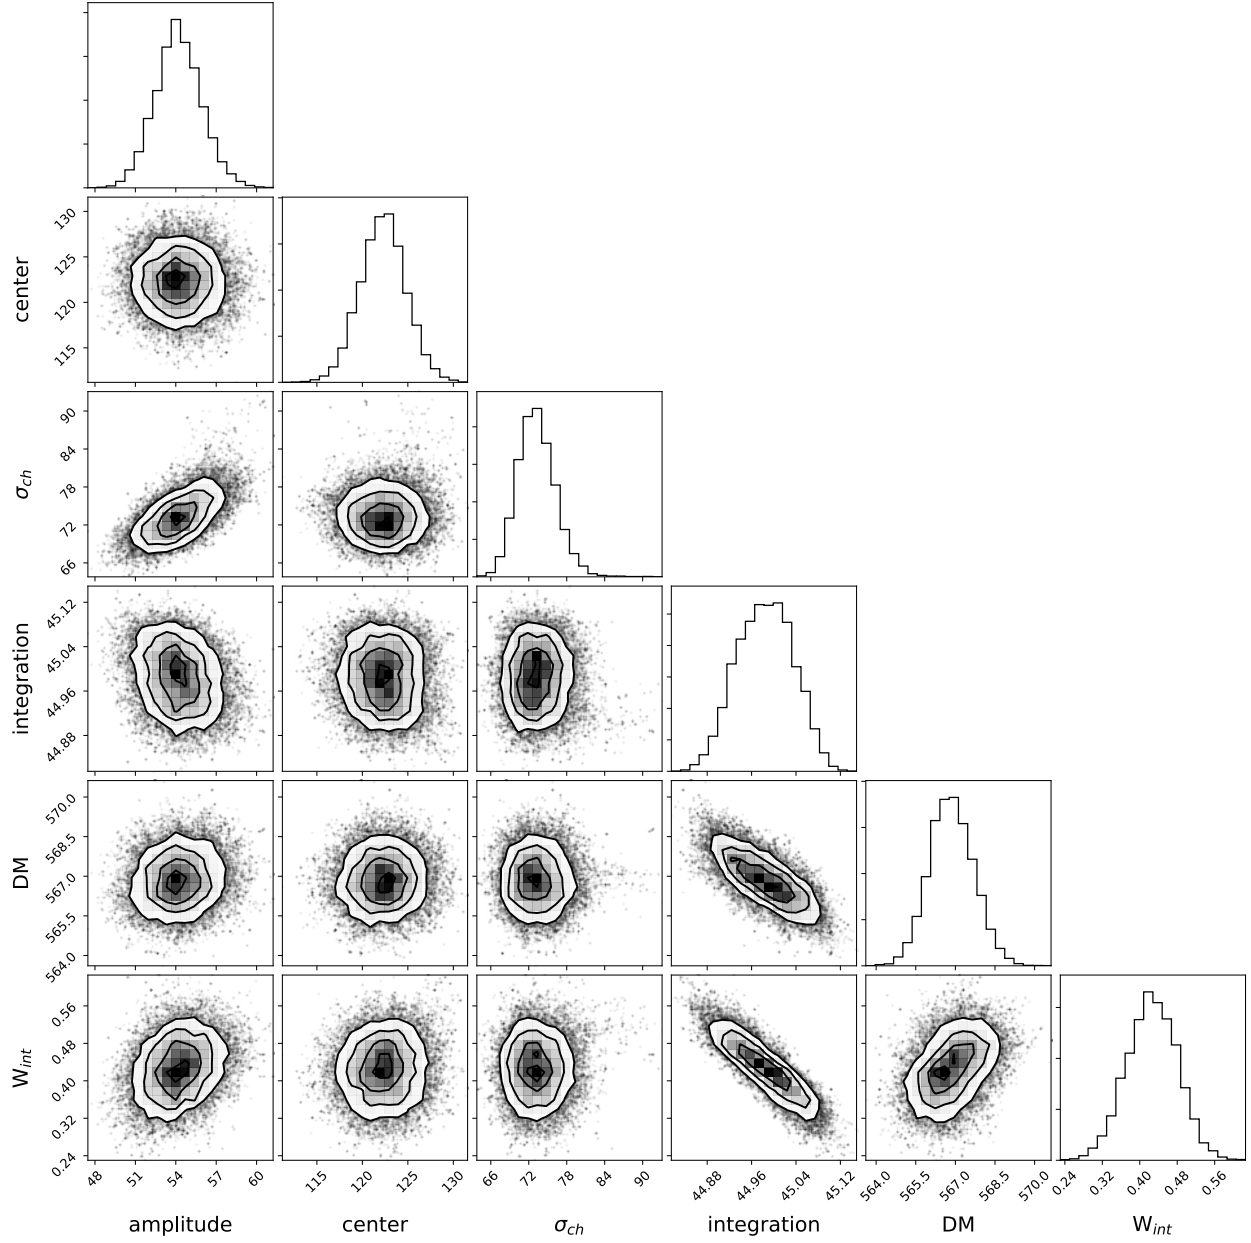 center
130
125
120
115
σch
90
84
78
72
66
integration
45.12
45.04
44.96
44.88
DM
570.0
568.5
567.0
565.5
564.0
Wint
0.56
0.48
0.40
0.32
0.24
48 51 54 57 60
115 120 125 130
66 72 78 84 90
44.88 44.96 45.04 45.12
564.0 565.5 567.0 568.5 570.0
0.24 0.32 0.40 0.48 0.56
amplitude center σch integration DM Wint